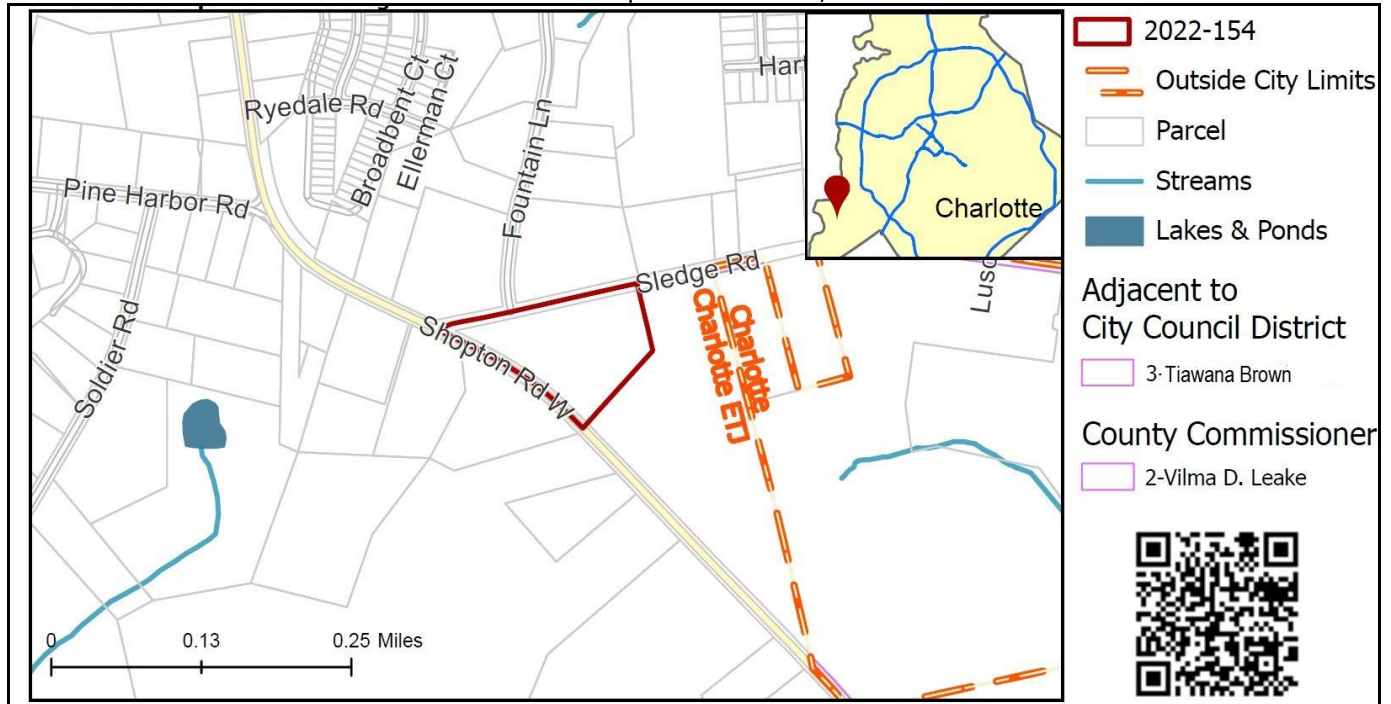 Ryedale Rd
Broadbent Ct
Ellerman Ct
Fountain Ln
Pine Harbor Rd
Soldier Rd
Shopton Rd W
Sledge Rd
Charlotte
Charlotte ETJ
Charlotte
0 0.13 0.25 Miles
2022-154
Outside City Limits
Parcel
Streams
Lakes & Ponds
Adjacent to
City Council District
3-Tiawana Brown
County Commissioner
2-Vilma D. Leake